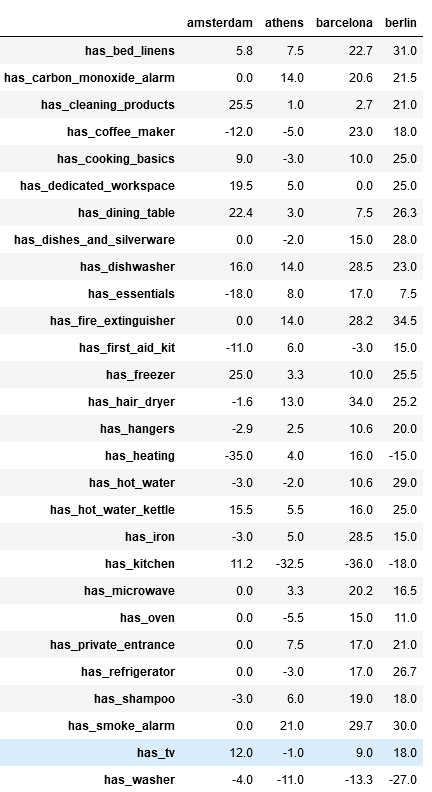 amsterdam athens barcelona berlin
has_bed_linens 5.8 7.5 22.7 31.0
has_carbon_monoxide_alarm 0.0 14.0 20.6 21.5
has_cleaning_products 25.5 1.0 2.7 21.0
has_coffee_maker -12.0 -5.0 23.0 18.0
has_cooking_basics 9.0 -3.0 10.0 25.0
has_dedicated_workspace 19.5 5.0 0.0 25.0
has_dining_table 22.4 3.0 7.5 26.3
has_dishes_and_silverware 0.0 -2.0 15.0 28.0
has_dishwasher 16.0 14.0 28.5 23.0
has_essentials -18.0 8.0 17.0 7.5
has_fire_extinguisher 0.0 14.0 28.2 34.5
has_first_aid_kit -11.0 6.0 -3.0 15.0
has_freezer 25.0 3.3 10.0 25.5
has_hair_dryer -1.6 13.0 34.0 25.2
has_hangers -2.9 2.5 10.6 20.0
has_heating -35.0 4.0 16.0 -15.0
has_hot_water -3.0 -2.0 10.6 29.0
has_hot_water_kettle 15.5 5.5 16.0 25.0
has_iron -3.0 5.0 28.5 15.0
has_kitchen 11.2 -32.5 -36.0 -18.0
has_microwave 0.0 3.3 20.2 16.5
has_oven 0.0 -5.5 15.0 11.0
has_private_entrance 0.0 7.5 17.0 21.0
has_refrigerator 0.0 -3.0 17.0 26.7
has_shampoo -3.0 6.0 19.0 18.0
has_smoke_alarm 0.0 21.0 29.7 30.0
has_tv 12.0 -1.0 9.0 18.0
has_washer -4.0 -11.0 -13.3 -27.0